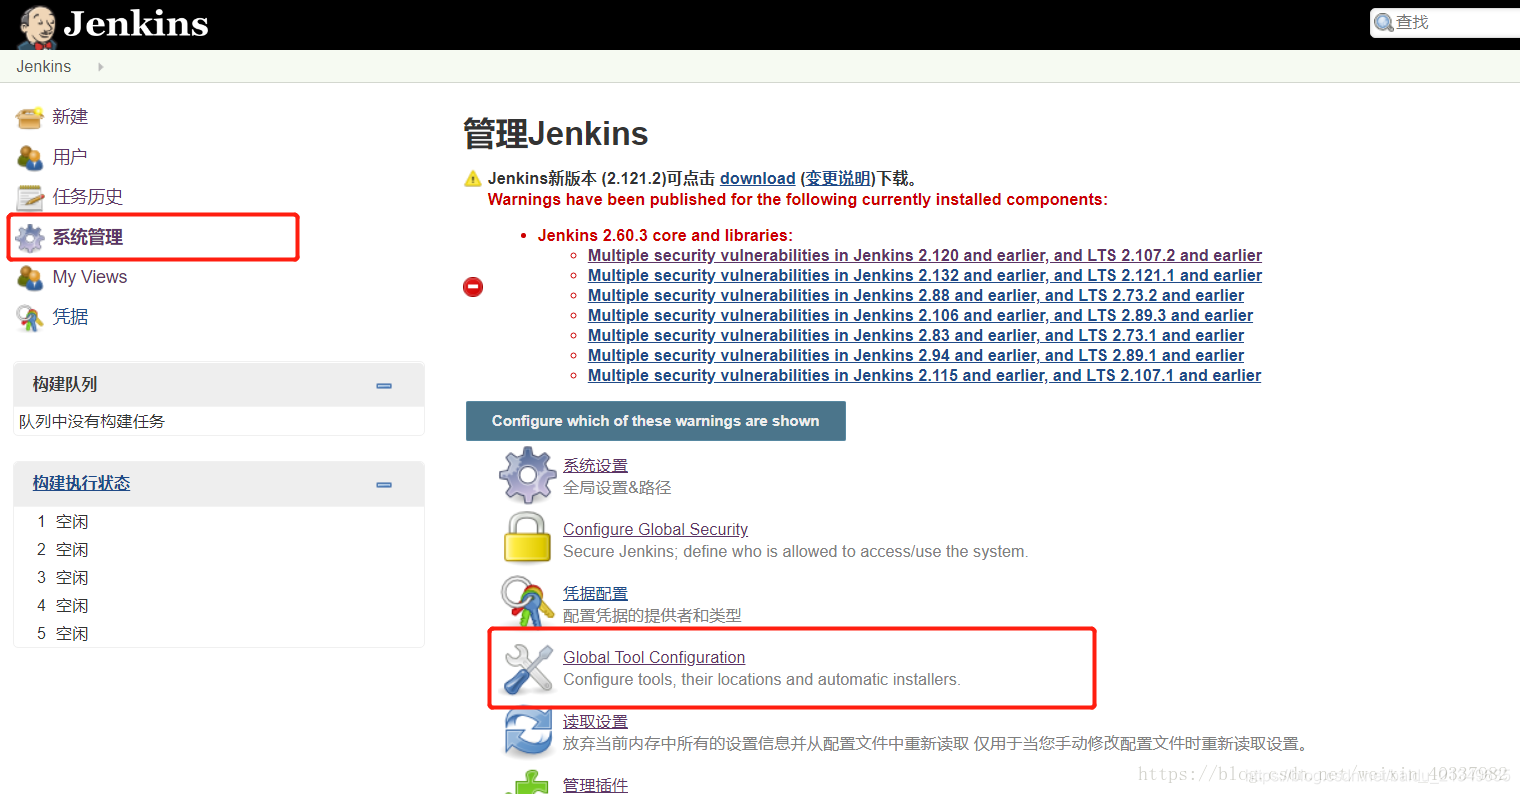 Jenkins
查找
Jenkins
新建
用户
任务历史
系统管理
My Views
凭据
构建队列
队列中没有构建任务
构建执行状态
1 空闲
2 空闲
3 空闲
4 空闲
5 空闲
管理Jenkins
Jenkins新版本 (2.121.2)可点击 download (变更说明)下载。
Warnings have been published for the following currently installed components:
Jenkins 2.60.3 core and libraries:
Multiple security vulnerabilities in Jenkins 2.120 and earlier, and LTS 2.107.2 and earlier
Multiple security vulnerabilities in Jenkins 2.132 and earlier, and LTS 2.121.1 and earlier
Multiple security vulnerabilities in Jenkins 2.88 and earlier, and LTS 2.73.2 and earlier
Multiple security vulnerabilities in Jenkins 2.106 and earlier, and LTS 2.89.3 and earlier
Multiple security vulnerabilities in Jenkins 2.83 and earlier, and LTS 2.73.1 and earlier
Multiple security vulnerabilities in Jenkins 2.94 and earlier, and LTS 2.89.1 and earlier
Multiple security vulnerabilities in Jenkins 2.115 and earlier, and LTS 2.107.1 and earlier
Configure which of these warnings are shown
系统设置
全局设置&路径
Configure Global Security
Secure Jenkins; define who is allowed to access/use the system.
凭据配置
配置凭据的提供者和类型
Global Tool Configuration
Configure tools, their locations and automatic installers.
读取设置
放弃当前内存中所有的设置信息并从配置文件中重新读取 仅用于当您手动修改配置文件时重新读取设置。
管理插件
https://blog.csdn.net/weixin_40337982